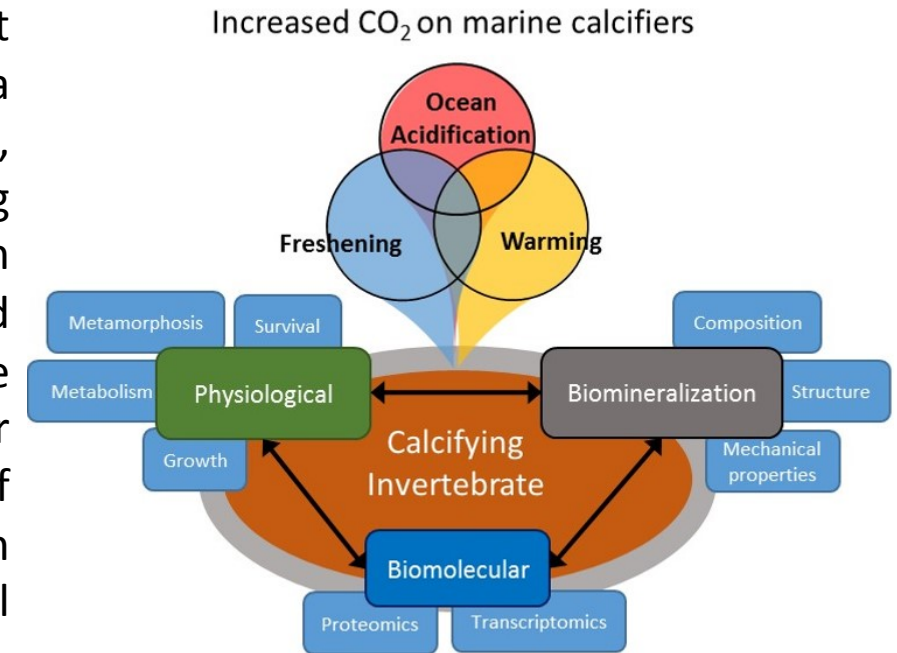 Increased CO₂ on marine calcifiers
Ocean
Acidification
Freshening
Warming
Metamorphosis
Survival
Composition
Metabolism
Physiological
Biomineralization
Structure
Growth
Calcifying
Invertebrate
Mechanical
properties
Biomolecular
Proteomics
Transcriptomics